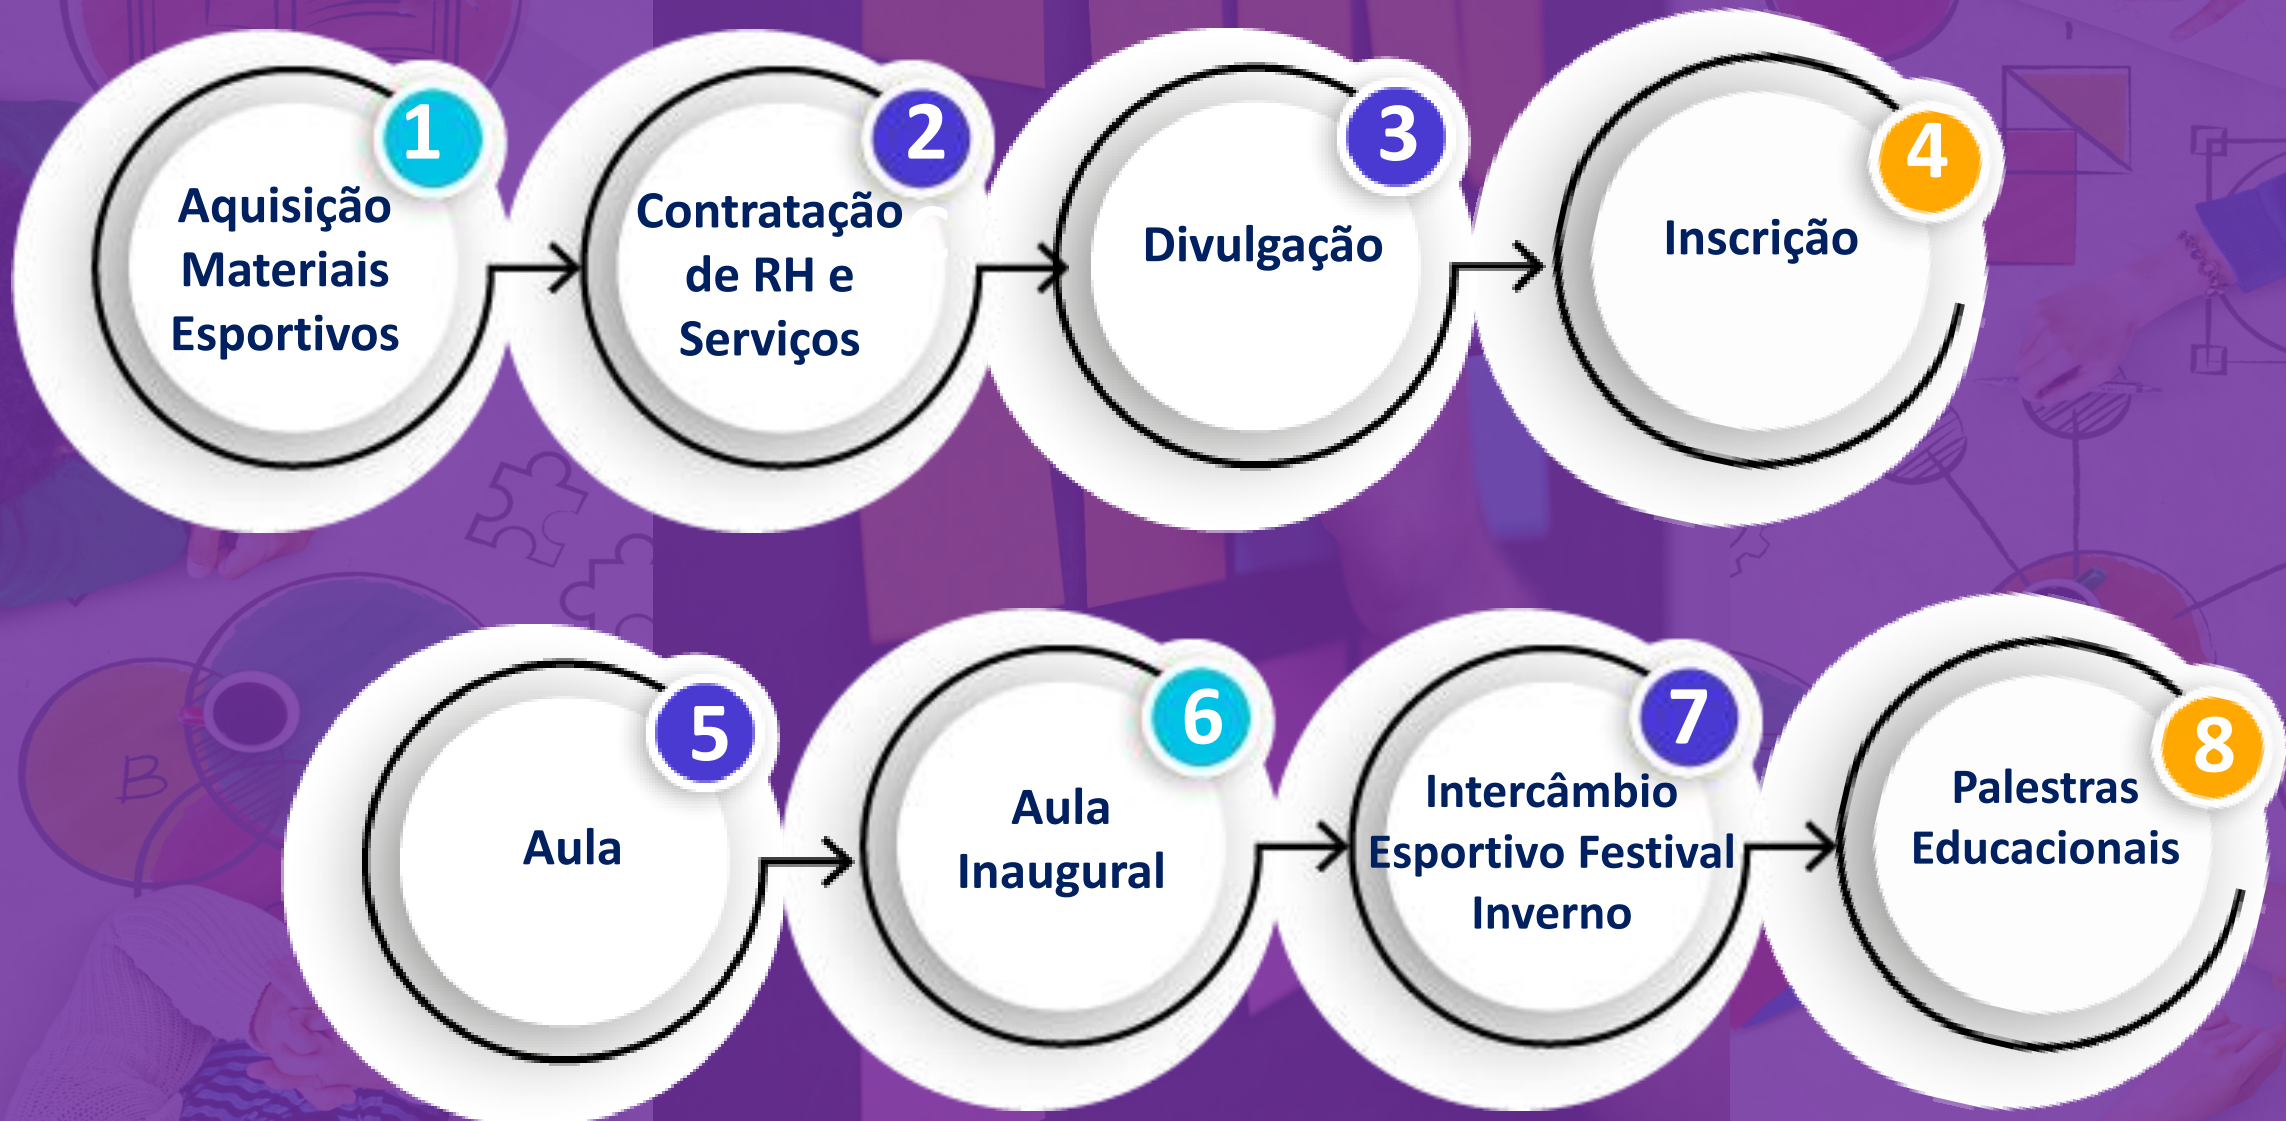 1
Aquisição
Materiais
Esportivos
2
Contratação
de RH e
Serviços
3
Divulgação
4
Inscrição
5
Aula
6
Aula
Inaugural
7
Intercâmbio
Esportivo Festival
Inverno
8
Palestras
Educacionais
B